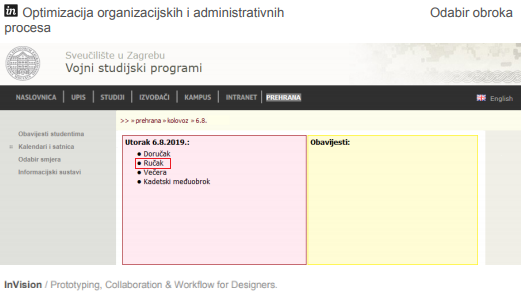 in Optimizacija organizacijskih i administrativnih
procesa
Odabir obroka
Sveučilište u Zagrebu
Vojni studijski programi
NASLOVNICA | UPIS | STUDIJI | IZVOĐAČI | KAMPUS | INTRANET | PREHRANA
English
>> » prehrana » kolovoz » 6.8.
Obavijesti studentima
Kalendari i satnica
Odabir smjera
Informacijski sustavi
Utorak 6.8.2019.:
• Doručak
• Ručak
• Večera
• Kadetski međuobrok
Obavijesti:
InVision / Prototyping, Collaboration & Workflow for Designers.